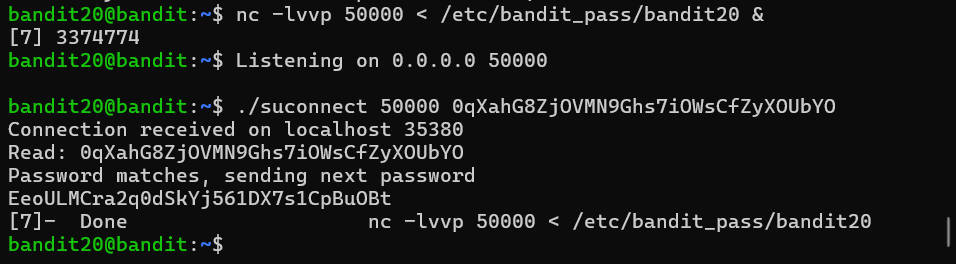 bandit20@bandit:~$ nc -lvvp 50000 < /etc/bandit_pass/bandit20 &
[7] 3374774
bandit20@bandit:~$ Listening on 0.0.0.0 50000
bandit20@bandit:~$ ./suconnect 50000 0qXahG8ZjOVMN9Ghs7iOWsCfZyXOUbYO
Connection received on localhost 35380
Read: 0qXahG8ZjOVMN9Ghs7iOWsCfZyXOUbYO
Password matches, sending next password
EeoULMCra2q0dSkYj561DX7s1CpBuOBt
[7]-  Done                    nc -lvvp 50000 < /etc/bandit_pass/bandit20
bandit20@bandit:~$